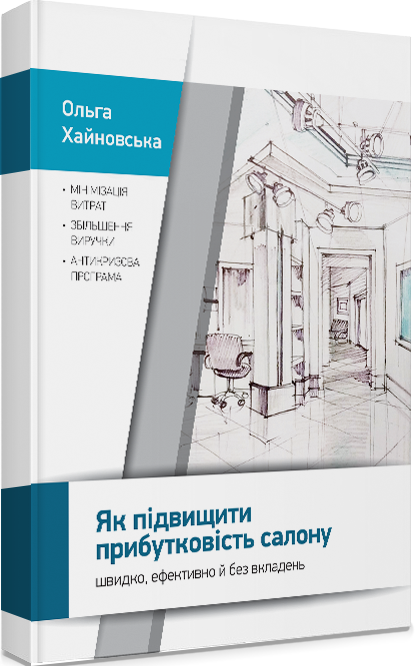 Ольга
Хайновська
• МІНІМІЗАЦІЯ
ВИТРАТ
• ЗБІЛЬШЕННЯ
ВИРУЧКИ
• АНТИКРИЗОВА
ПРОГРАМА
Як підвищити
прибутковість салону
швидко, ефективно й без вкладень